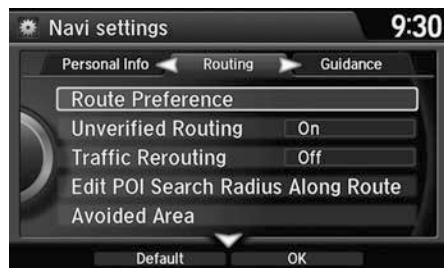 Navi settings 9:30
Personal Info Routing Guidance
Route Preference
Unverified Routing On
Traffic Rerouting Off
Edit POI Search Radius Along Route
Avoided Area
Default OK